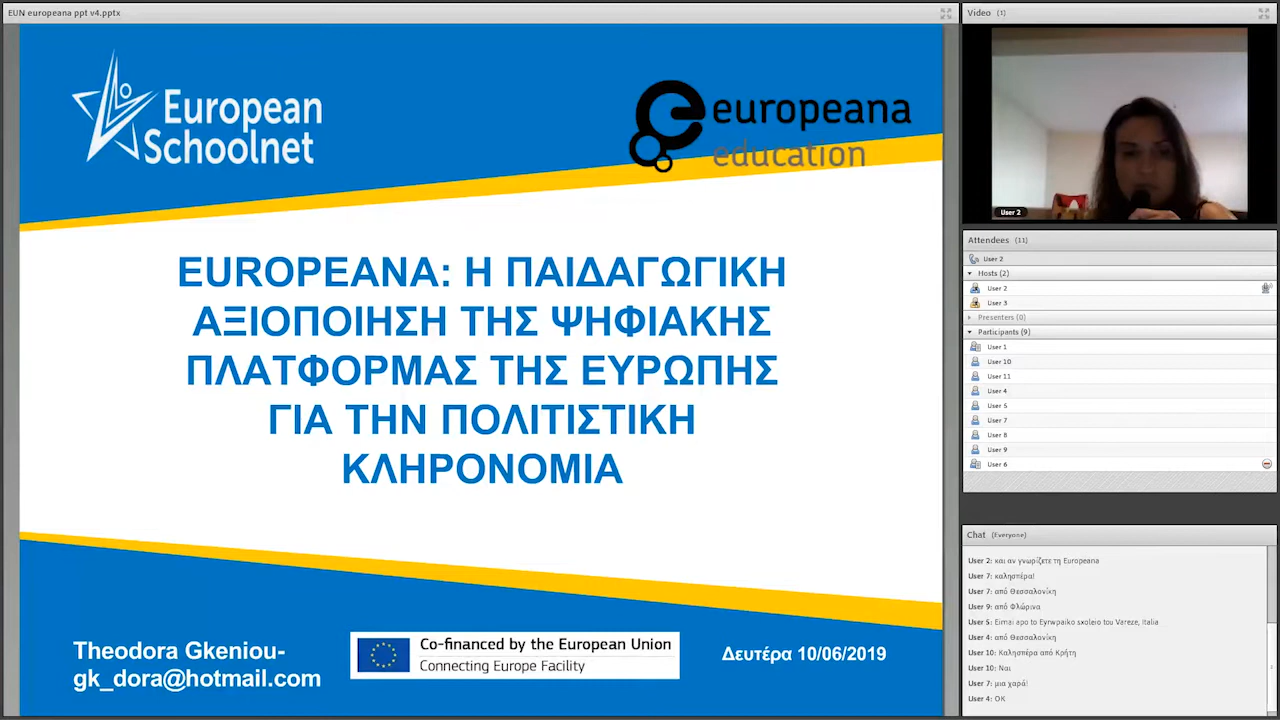 EUN europeana ppt v4.pptx
European
Schoolnet
europeana
education
EUROPEANA: Η ΠΑΙΔΑΓΩΓΙΚΗ
ΑΞΙΟΠΟΙΗΣΗ ΤΗΣ ΨΗΦΙΑΚΗΣ
ΠΛΑΤΦΟΡΜΑΣ ΤΗΣ ΕΥΡΩΠΗΣ
ΓΙΑ ΤΗΝ ΠΟΛΙΤΙΣΤΙΚΗ
ΚΛΗΡΟΝΟΜΙΑ
Theodora Gkeniou-
gk_dora@hotmail.com
Co-financed by the European Union
Connecting Europe Facility
Δευτέρα 10/06/2019
Video (1)
User 2
Attendees (11)
User 2
Hosts (2)
User 2
User 3
Presenters (0)
Participants (9)
User 1
User 10
User 11
User 4
User 5
User 7
User 8
User 9
User 6
Chat (Everyone)
User 2: και αν γνωρίζετε τη Europeana
User 7: καλησπέρα!
User 7: από Θεσσαλονίκη
User 9: από Φλώρινα
User 5: Eimai apo to Eyrwpaiko sxoleio tou Vareze, Italia
User 4: από Θεσσαλονίκη
User 10: Καλησπέρα από Κρήτη
User 10: Ναι
User 7: μια χαρά!
User 4: OK